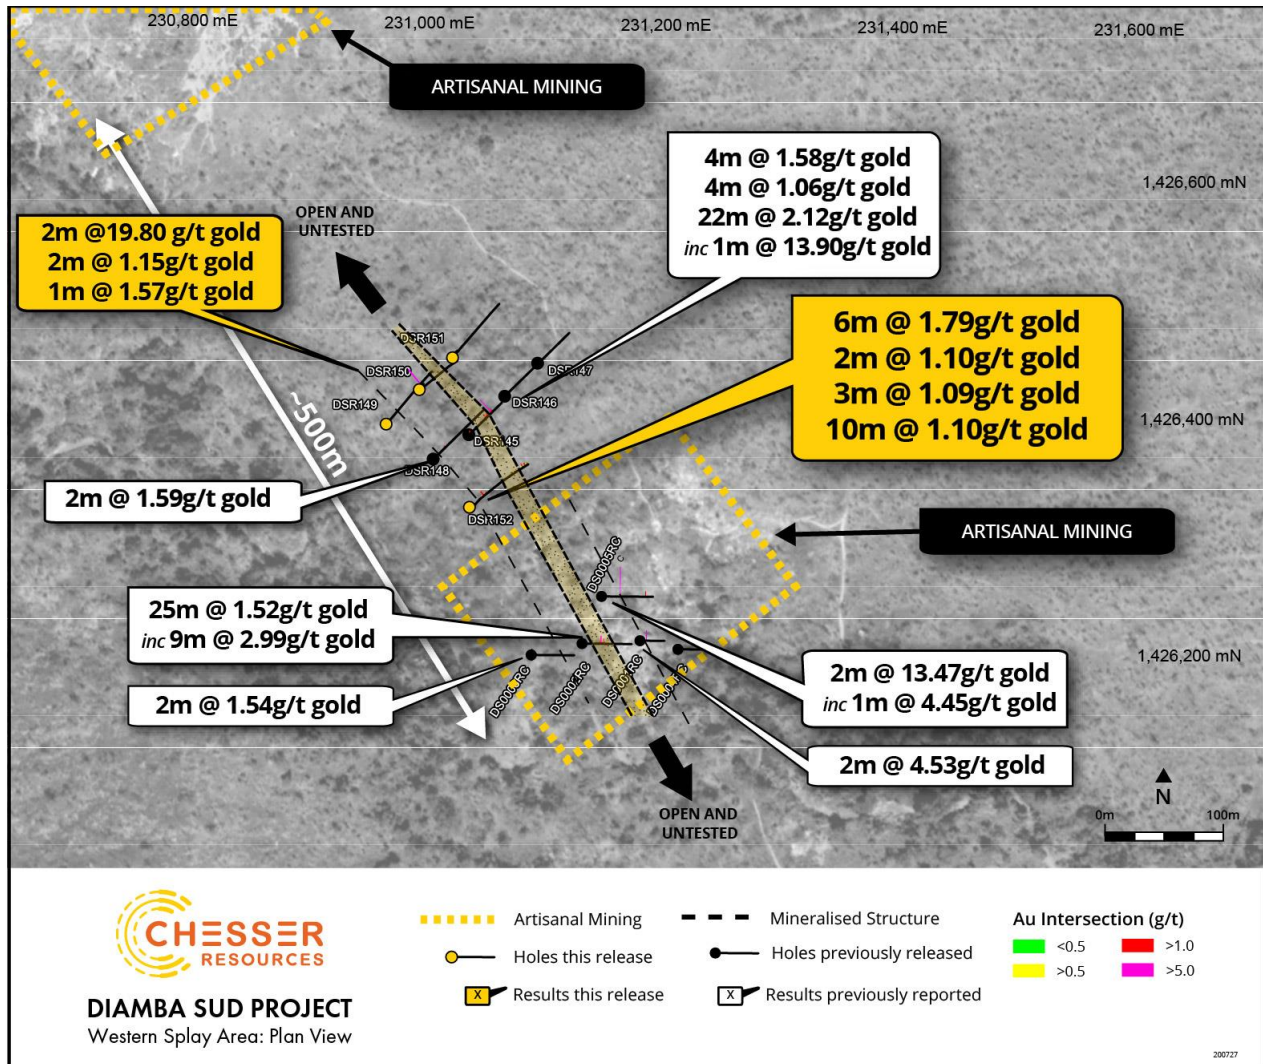 230,800 mE
231,000 mE
231,200 mE
231,400 mE
231,600 mE
ARTISANAL MINING
4m @ 1.58g/t gold
4m @ 1.06g/t gold
22m @ 2.12g/t gold
inc 1m @ 13.90g/t gold
1,426,600 mN
OPEN AND
UNTESTED
2m @19.80 g/t gold
2m @ 1.15g/t gold
1m @ 1.57g/t gold
6m @ 1.79g/t gold
2m @ 1.10g/t gold
3m @ 1.09g/t gold
10m @ 1.10g/t gold
DSR151
DSR150
DSR147
DSR149
DSR146
1,426,400 mN
DSR145
DSR148
~500m
2m @ 1.59g/t gold
DSR152
ARTISANAL MINING
DS0005RC
25m @ 1.52g/t gold
inc 9m @ 2.99g/t gold
1,426,200 mN
2m @ 13.47g/t gold
inc 1m @ 4.45g/t gold
2m @ 1.54g/t gold
2m @ 4.53g/t gold
OPEN AND
UNTESTED
N
0m 100m
CHESSER
RESOURCES
DIAMBA SUD PROJECT
Western Splay Area: Plan View
Artisanal Mining
Mineralised Structure
Holes this release
Holes previously released
X Results this release
X Results previously reported
Au Intersection (g/t)
<0.5
>1.0
>0.5
>5.0
200727